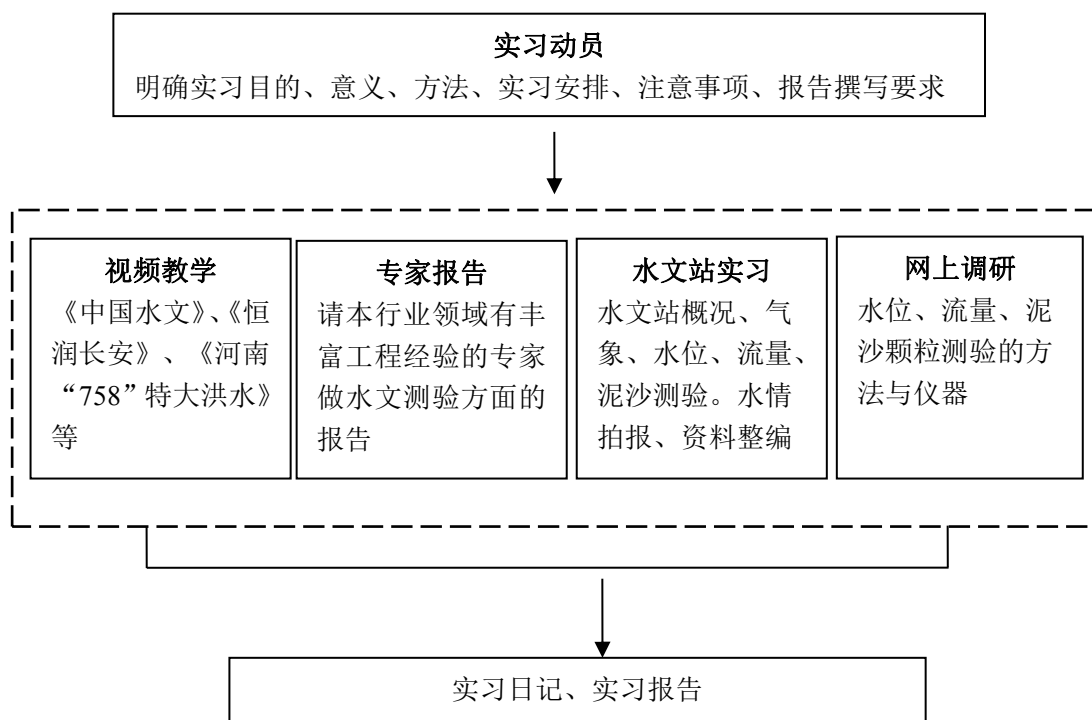 实习动员
明确实习目的、意义、方法、实习安排、注意事项、报告撰写要求
视频教学
《中国水文》、《恒
润长安》、《河南
“758”特大洪水》
等
专家报告
请本行业领域有丰
富工程经验的专家
做水文测验方面的
报告
水文站实习
水文站概况、气
象、水位、流量、
泥沙测验。水情
拍报、资料整编
网上调研
水位、流量、泥
沙颗粒测验的方
法与仪器
实习日记、实习报告